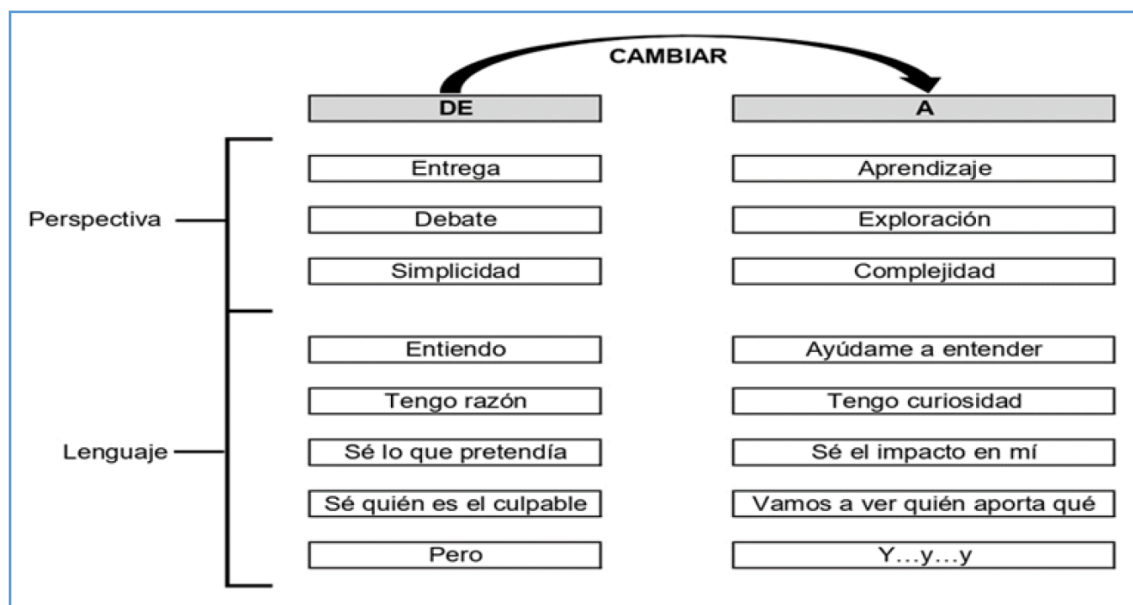 CAMBIAR
DE A
Entrega Aprendizaje
Perspectiva Debate Exploración
Simplicidad Complejidad
Entiendo Ayúdame a entender
Tengo razón Tengo curiosidad
Lenguaje Sé lo que pretendía Sé el impacto en mí
Sé quién es el culpable Vamos a ver quién aporta qué
Pero Y…y…y